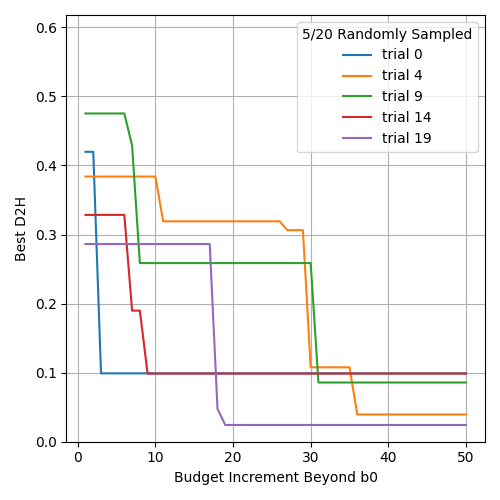 5/20 Randomly Sampled
trial 0
trial 4
trial 9
trial 14
trial 19
0.6
0.5
0.4
0.3
0.2
0.1
0.0
Best D2H
0 10 20 30 40 50
Budget Increment Beyond b0